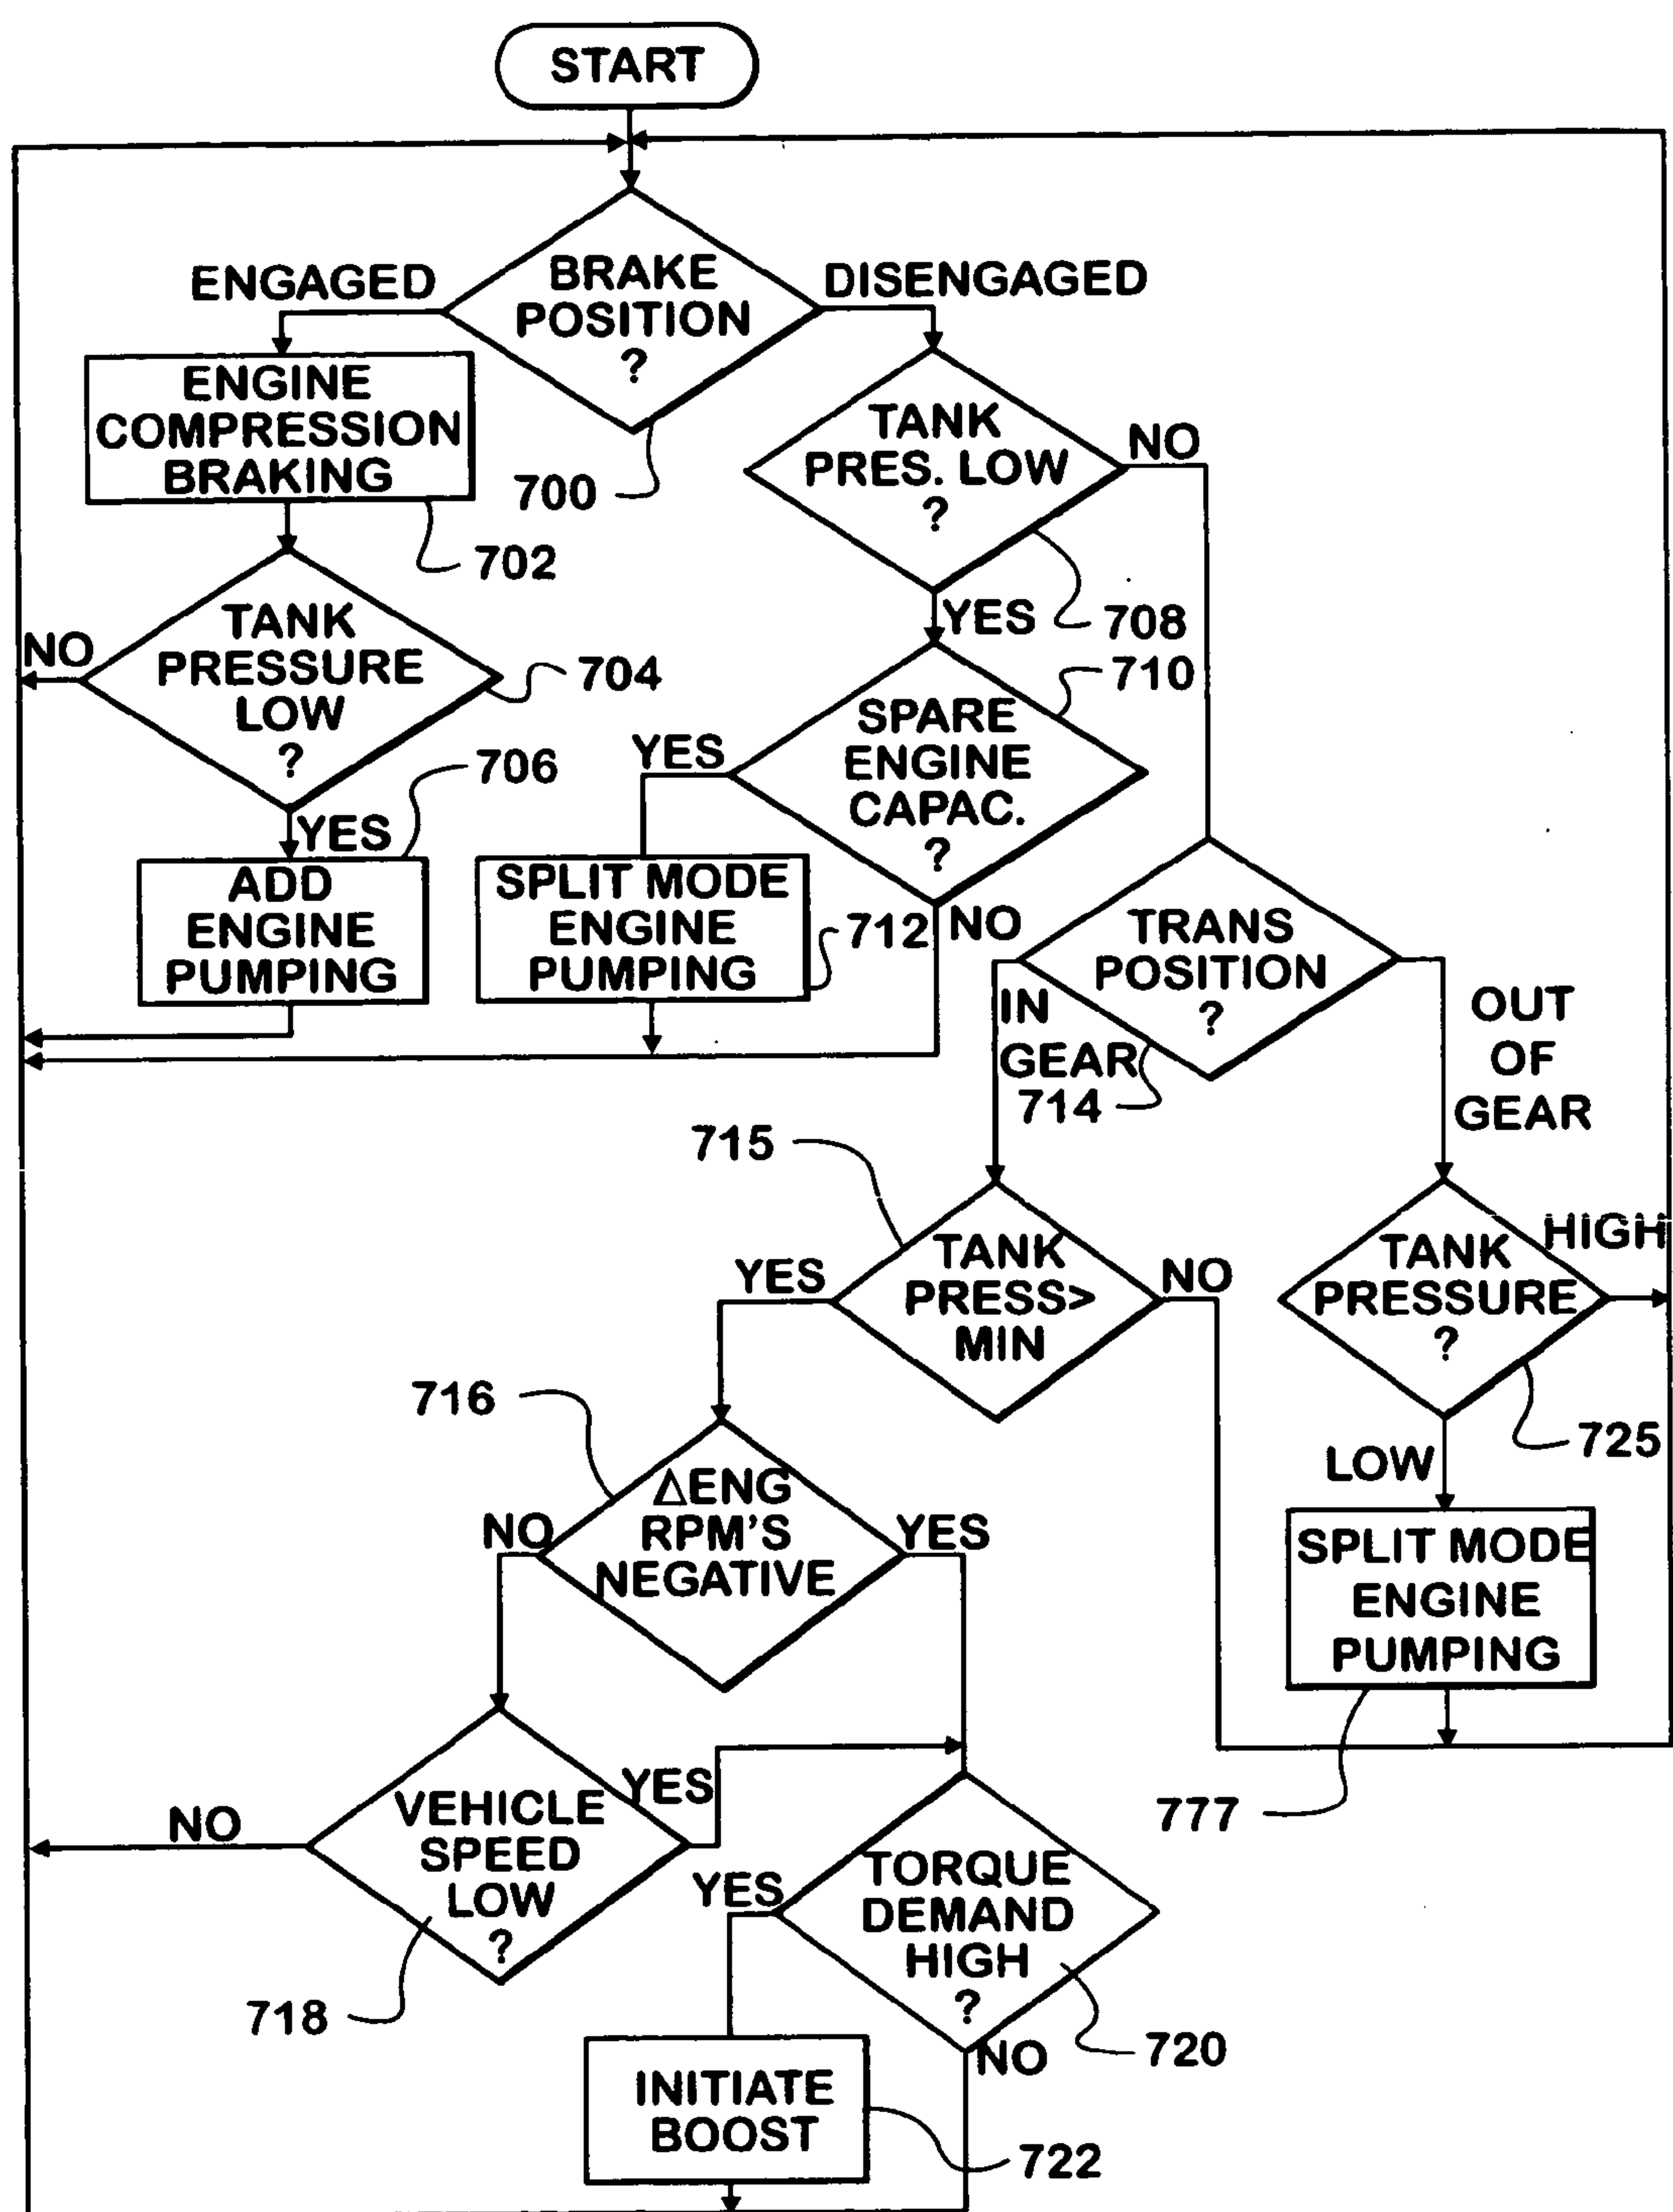 START
ENGAGED
BRAKE
POSITION
?
DISENGAGED
700
ENGINE
COMPRESSION
BRAKING
702
TANK
PRES. LOW
?
NO
YES
708
NO
TANK
PRESSURE
LOW
?
704
YES
706
ADD
ENGINE
PUMPING
710
SPARE
ENGINE
CAPAC.
?
YES
NO
SPLIT MODE
ENGINE
PUMPING
712
TRANS
POSITION
?
IN
GEAR
714
OUT
OF
GEAR
715
TANK
PRESS>
MIN
YES
NO
TANK
PRESSURE
?
HIGH
725
LOW
SPLIT MODE
ENGINE
PUMPING
777
716
ΔENG
RPM'S
NEGATIVE
NO
YES
VEHICLE
SPEED
LOW
?
NO
YES
718
TORQUE
DEMAND
HIGH
?
YES
NO
720
INITIATE
BOOST
722